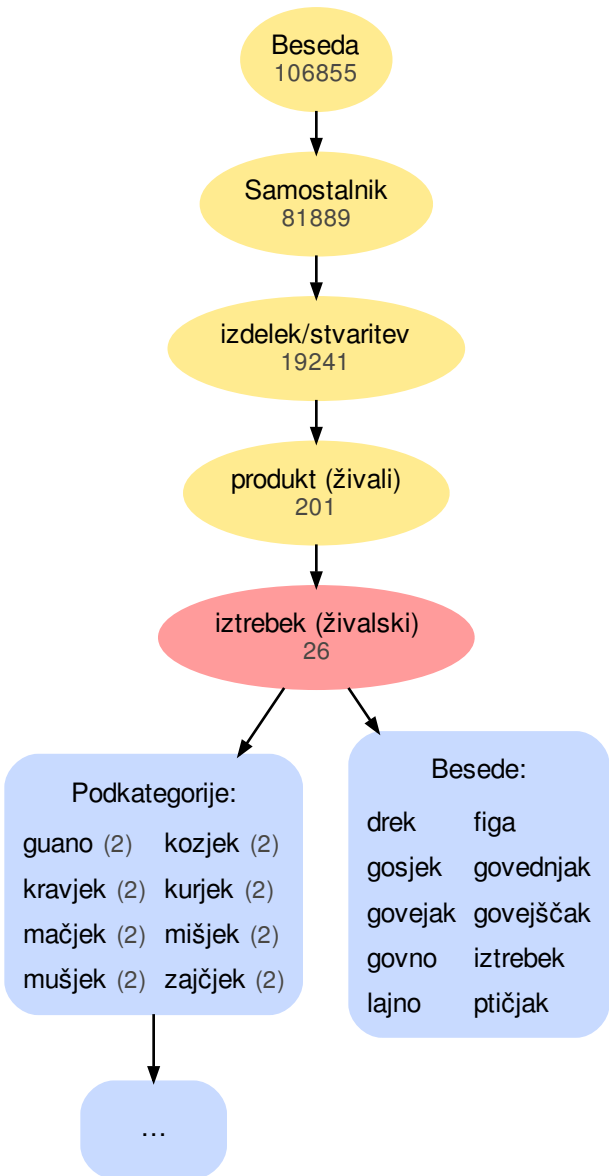 Beseda
106855
Samostalnik
81889
izdelek/stvaritev
19241
produkt (živali)
201
iztrebek (živalski)
26
Podkategorije:
guano (2) kozjek (2)
kravjek (2) kurjek (2)
mačjek (2) mišjek (2)
mušjek (2) zajčjek (2)
Besede:
drek figa
gosjek govednjak
govejak govejščak
govno iztrebek
lajno ptičjak
...